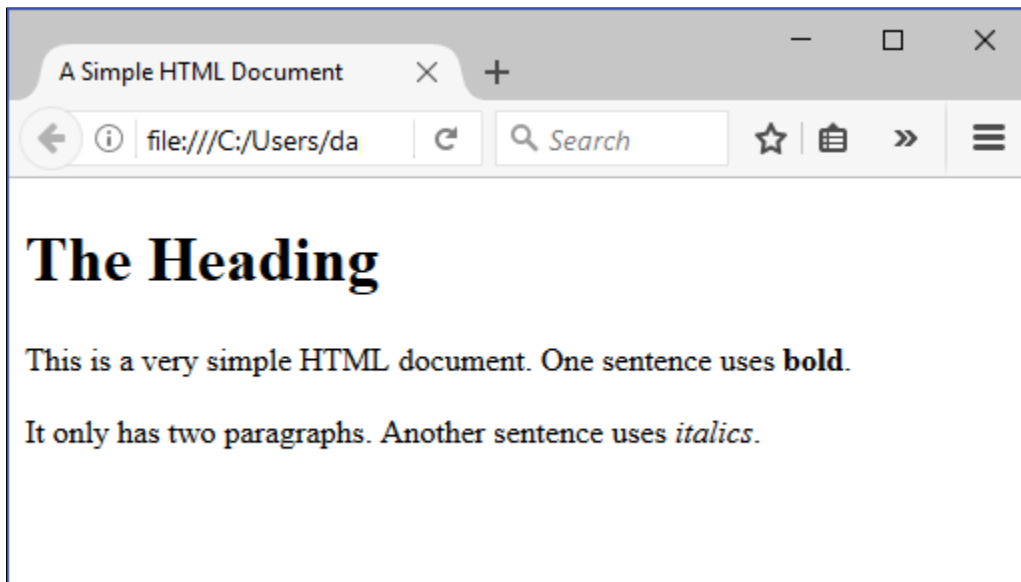 A Simple HTML Document
file:///C:/Users/da
Search
The Heading
This is a very simple HTML document. One sentence uses bold.
It only has two paragraphs. Another sentence uses italics.